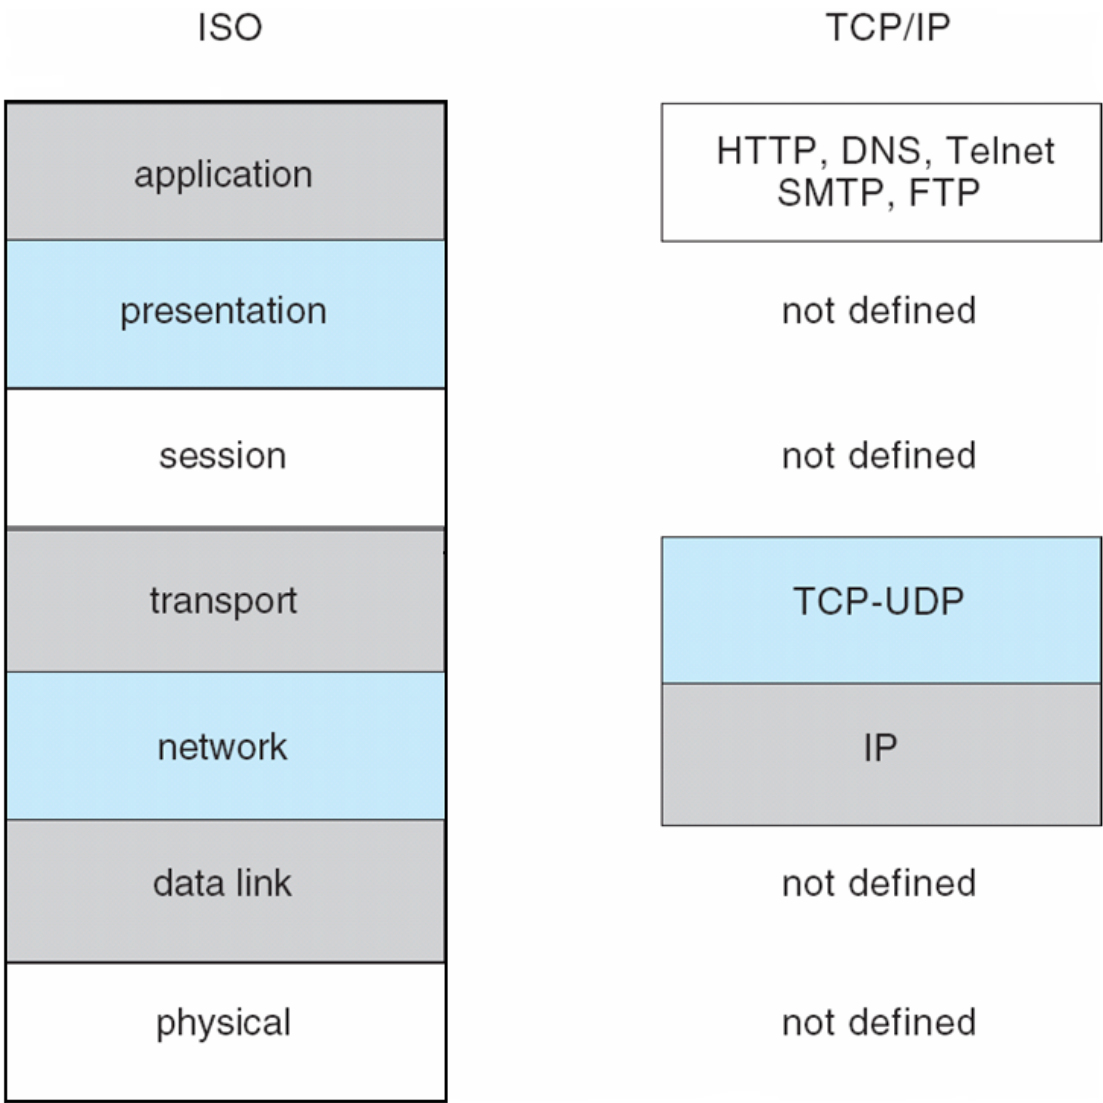 ISO
TCP/IP
application
HTTP, DNS, Telnet
SMTP, FTP
presentation
not defined
session
not defined
transport
TCP-UDP
network
IP
data link
not defined
physical
not defined